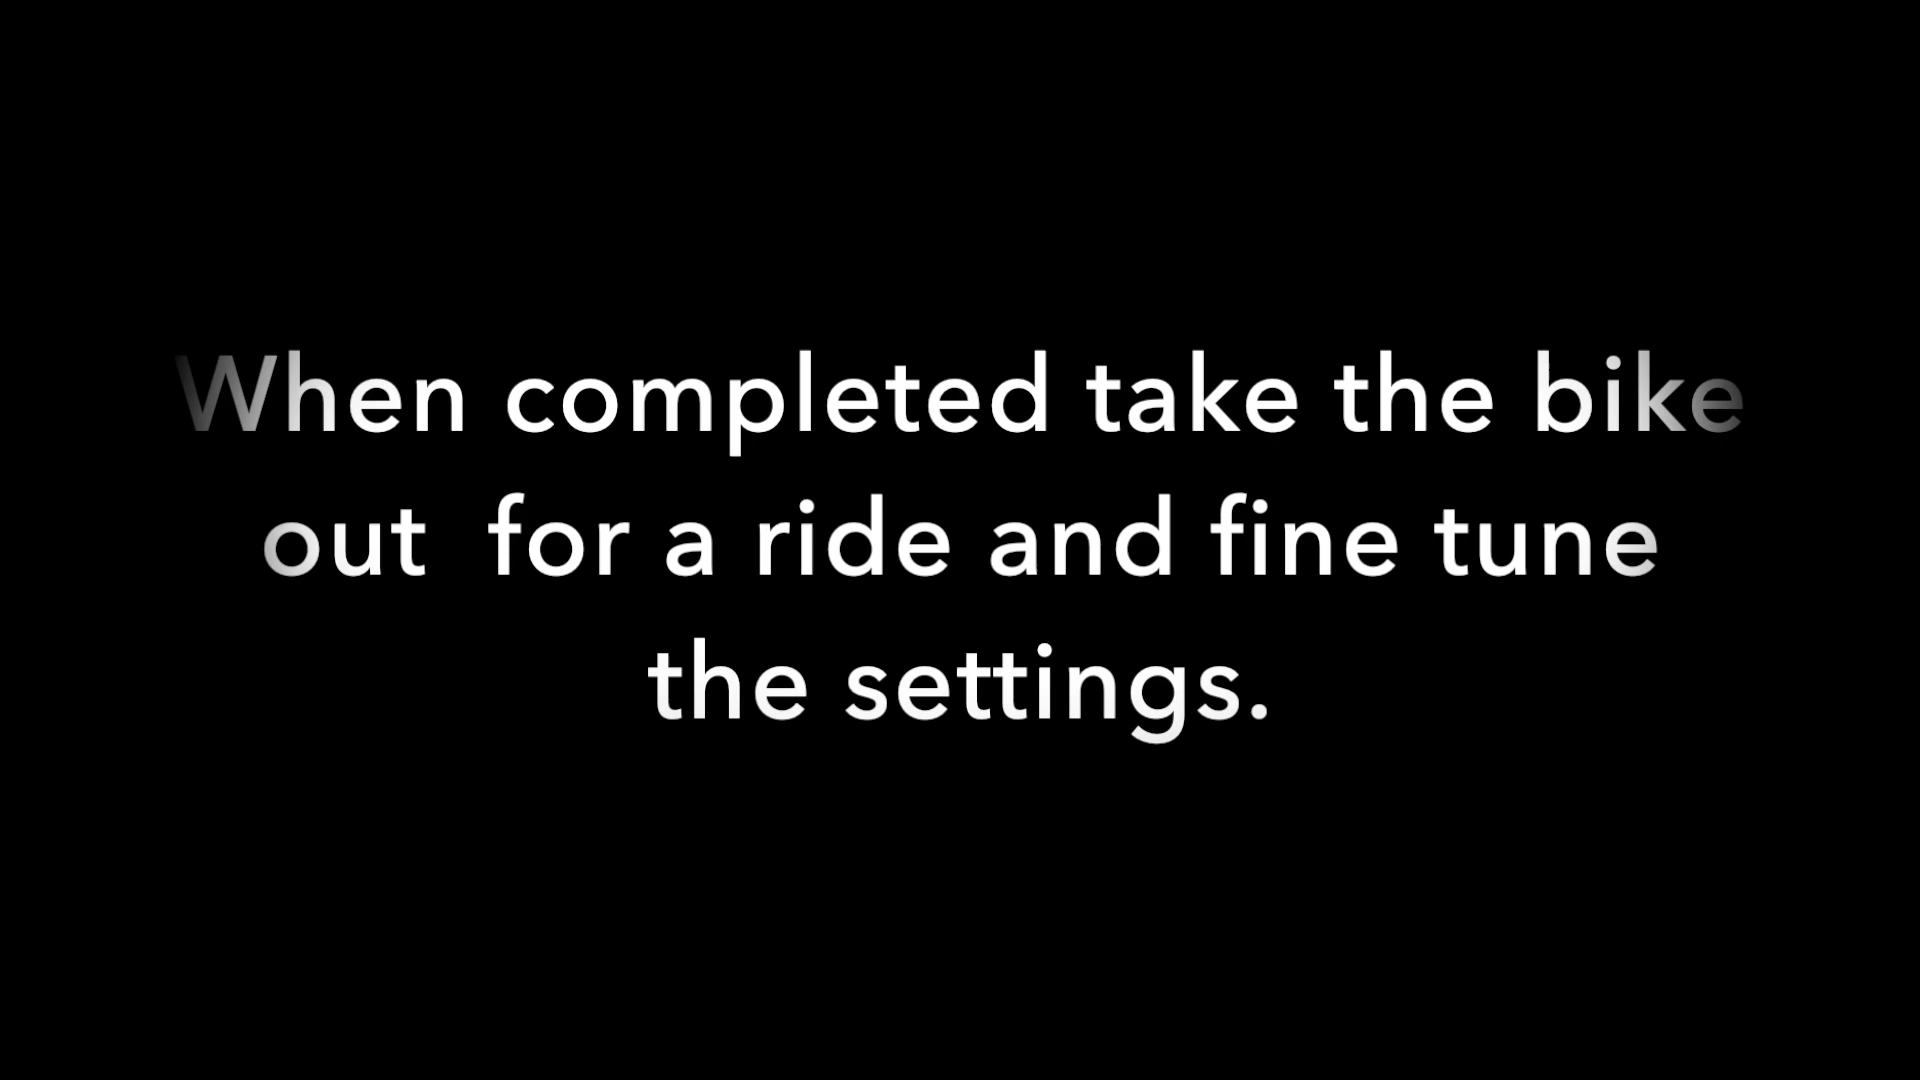 When completed take the bike
out  for a ride and fine tune
the settings.